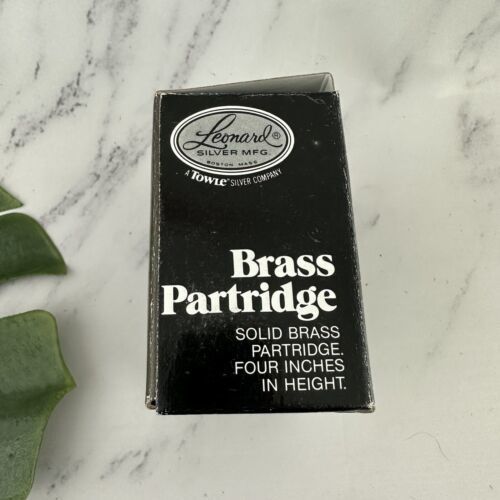 Leonard®
SILVER MFG.
BOSTON MASS.
A TOWLE® SILVER COMPANY
Brass
Partridge
SOLID BRASS
PARTRIDGE.
FOUR INCHES
IN HEIGHT.